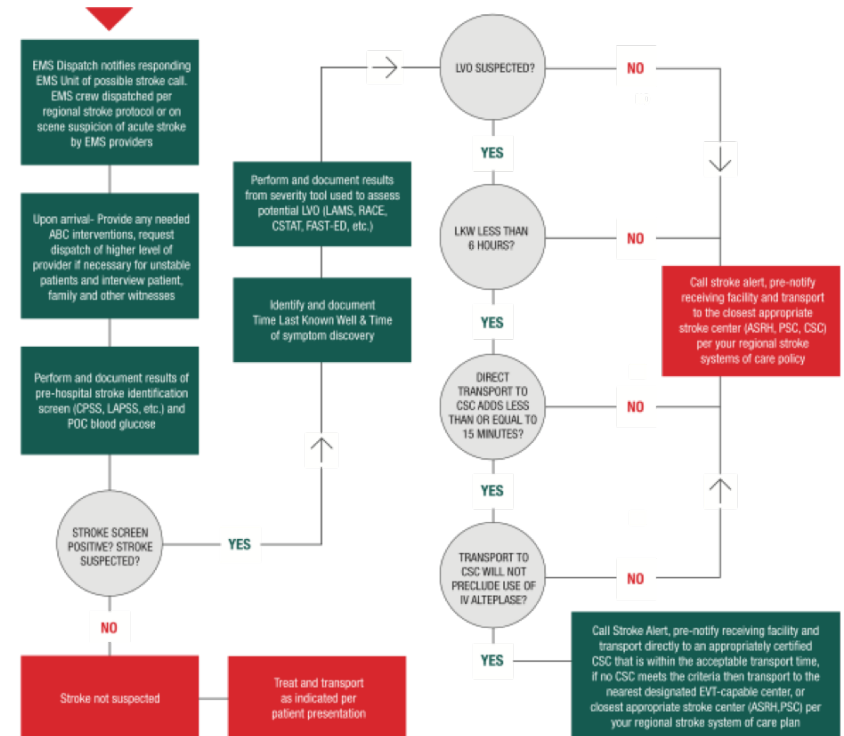 EMS Dispatch notifies responding
EMS Unit of possible stroke call.
EMS crew dispatched per
regional stroke protocol or on
scene suspicion of acute stroke
by EMS providers
Upon arrival- Provide any needed
ABC interventions, request
dispatch of higher level of
provider if necessary for unstable
patients and interview patient,
family and other witnesses
Perform and document results of
pre-hospital stroke identification
screen (CPSS, LAPSS, etc.) and
POC blood glucose
STROKE SCREEN
POSITIVE? STROKE
SUSPECTED?
YES
NO
Stroke not suspected
Treat and transport
as indicated per
patient presentation
Identify and document
Time Last Known Well & Time
of symptom discovery
Perform and document results
from severity tool used to assess
potential LVO (LAMS, RACE,
CSTAT, FAST-ED, etc.)
LVO SUSPECTED?
NO
YES
LKW LESS THAN
6 HOURS?
NO
YES
DIRECT
TRANSPORT TO
CSC ADDS LESS
THAN OR EQUAL TO
15 MINUTES?
NO
YES
TRANSPORT TO
CSC WILL NOT
PRECLUDE USE OF
IV ALTEPLASE?
NO
YES
Call stroke alert, pre-notify
receiving facility and transport
to the closest appropriate
stroke center (ASRH, PSC, CSC)
per your regional stroke
systems of care policy
Call Stroke Alert, pre-notify receiving facility and
transport directly to an appropriately certified
CSC that is within the acceptable transport time,
if no CSC meets the criteria then transport to the
nearest designated EVT-capable center, or
closest appropriate stroke center (ASRH,PSC) per
your regional stroke system of care plan